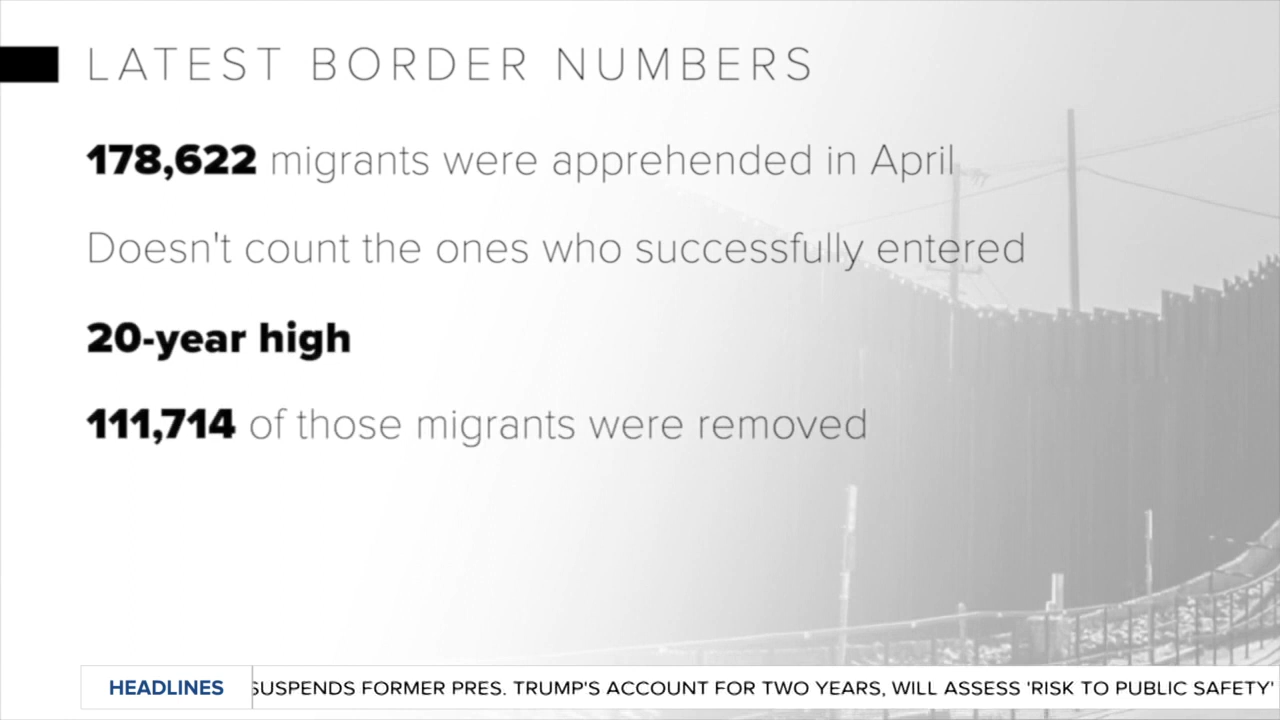 LATEST BORDER NUMBERS
178,622 migrants were apprehended in April
Doesn't count the ones who successfully entered
20-year high
111,714 of those migrants were removed
HEADLINES
SUSPENDS FORMER PRES. TRUMP'S ACCOUNT FOR TWO YEARS, WILL ASSESS 'RISK TO PUBLIC SAFETY'